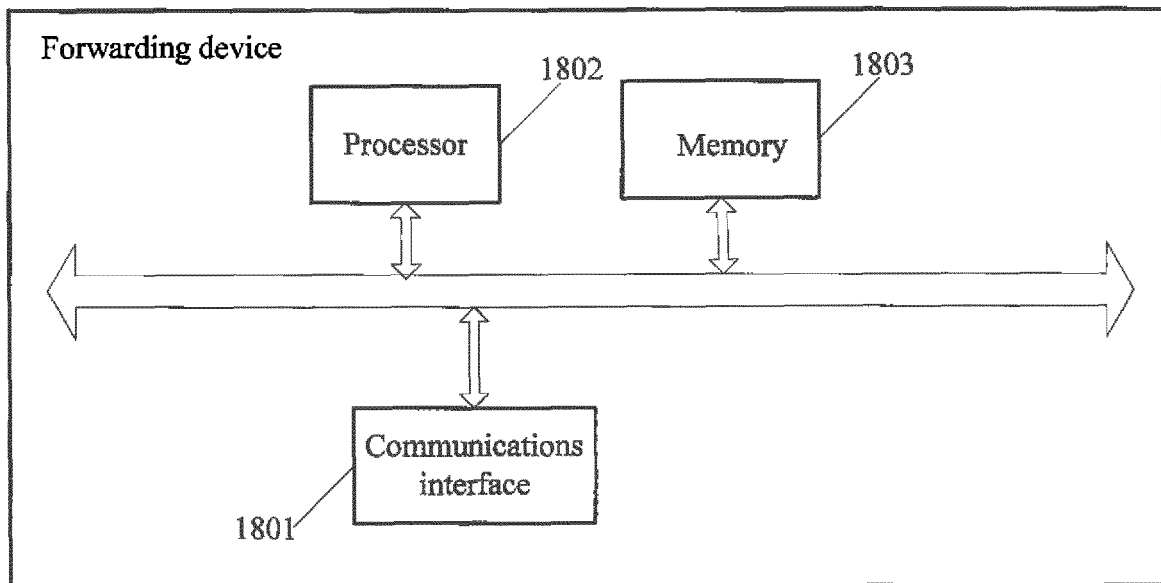 Forwarding device
1802
1803
Processor
Memory
Communications
interface
1801